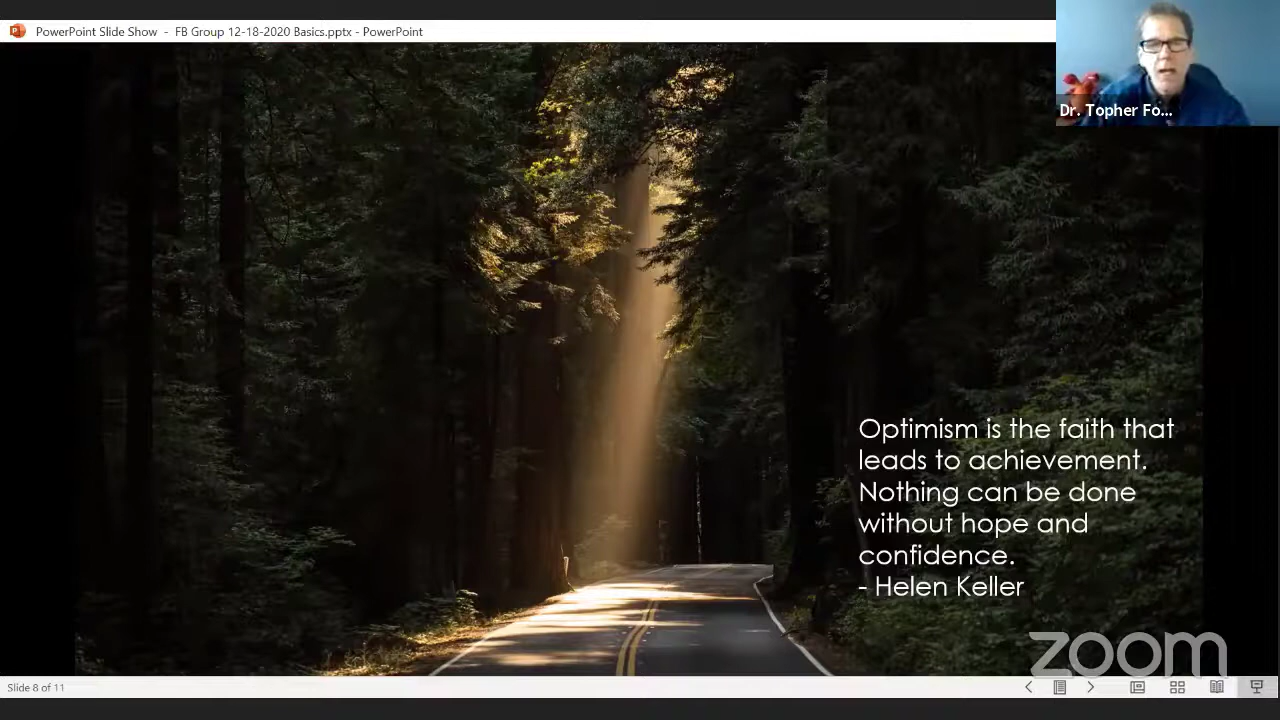 PowerPoint Slide Show - FB Group 12-18-2020 Basics.pptx - PowerPoint
Dr. Topher Fo...
Optimism is the faith that
leads to achievement.
Nothing can be done
without hope and
confidence.
- Helen Keller
zoom
Slide 8 of 11